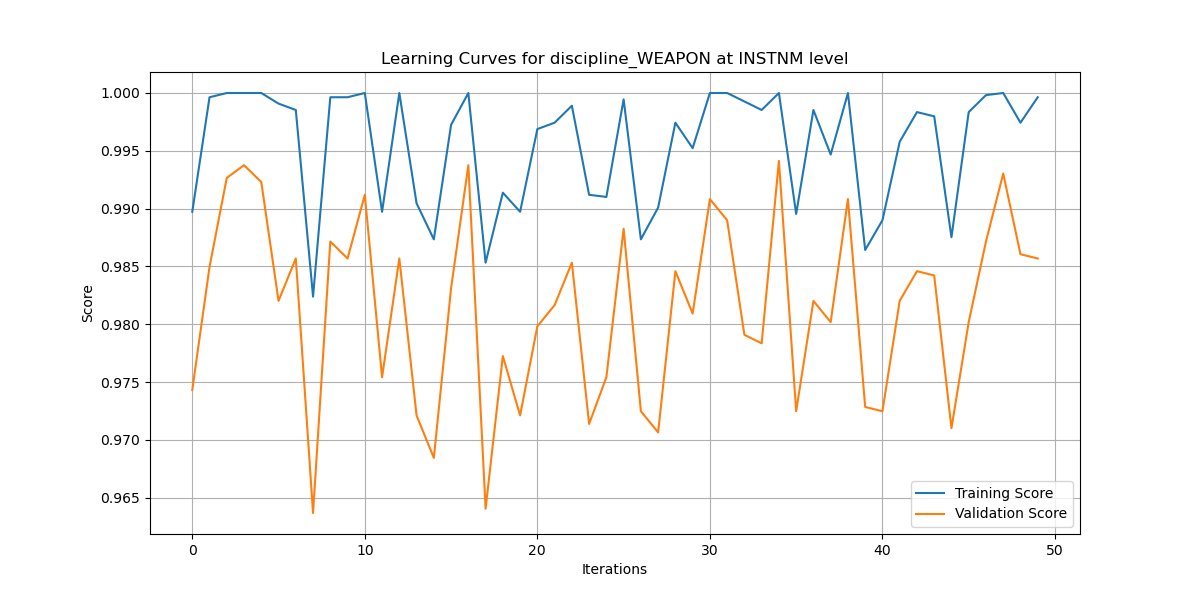 Learning Curves for discipline_WEAPON at INSTNM level
1.000
0.995
0.990
0.985
0.980
0.975
0.970
0.965
Score
0 10 20 30 40 50
Iterations
Training Score
Validation Score